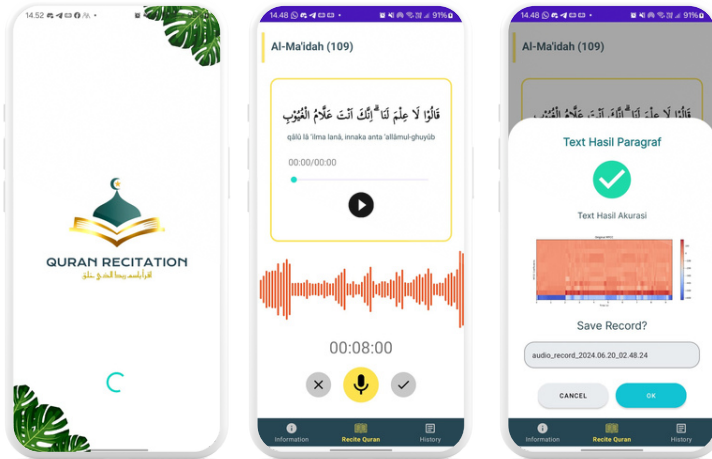 14.52
QURAN RECITATION
14.48
91%
Al-Ma'idah (109)
قَالُوْا لَا عِلْمَ لَنَا ۗاِنَّكَ اَنْتَ عَلَّامُ الْغُيُوْبِ
qālū lā 'ilma lanā, innaka anta 'allāmul-ghuyūb
00:00/00:00
00:08:00
Information
Recite Quran
History
14.48
91%
Al-Ma'idah (109)
قَالُوْا لَا عِلْمَ لَنَا ۗاِنَّكَ اَنْتَ عَلَّامُ الْغُيُوْبِ
Text Hasil Paragraf
Text Hasil Akurasi
Save Record?
audio_record_2024.06.20_02.48.24
CANCEL
OK
Information
Recite Quran
History